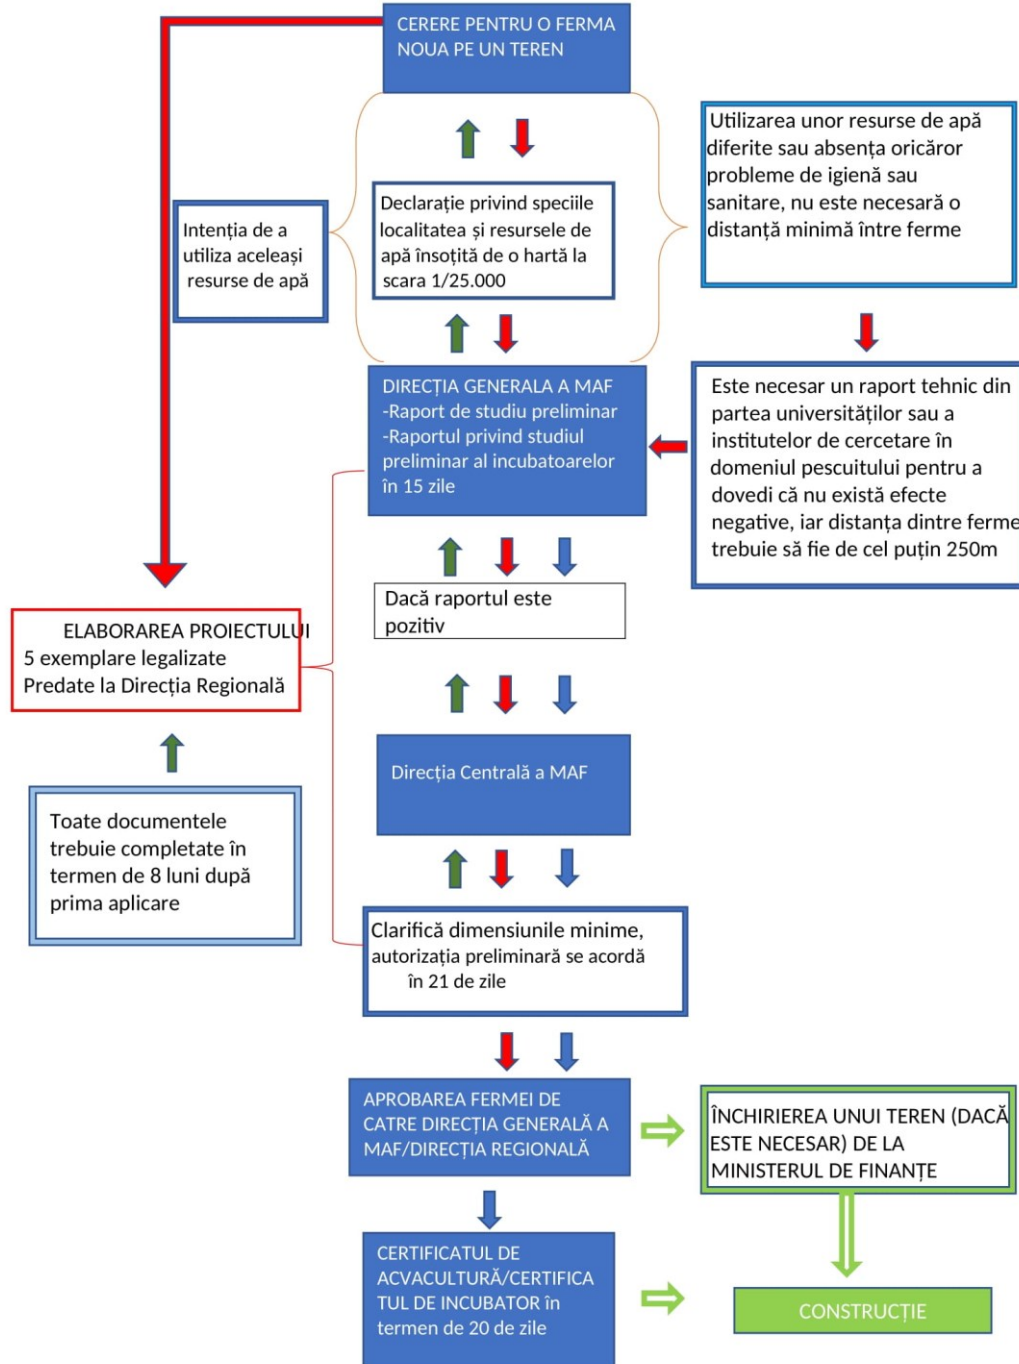 CERERE PENTRU O FERMA
NOUA PE UN TEREN
Utilizarea unor resurse de apă
diferite sau absența oricăror
probleme de igienă sau
sanitare, nu este necesară o
distanță minimă între ferme
Declarație privind speciile
localitatea și resursele de
apă însoțită de o hartă la
scara 1/25.000
Intenția de a
utiliza aceleași
resurse de apă
DIRECȚIA GENERALA A MAF
-Raport de studiu preliminar
-Raportul privind studiul
preliminar al incubatoarelor
în 15 zile
Este necesar un raport tehnic din
partea universităților sau a
institutelor de cercetare în
domeniul pescuitului pentru a
dovedi că nu există efecte
negative, iar distanța dintre ferme
trebuie să fie de cel puțin 250m
Dacă raportul este
pozitiv
ELABORAREA PROIECTULUI
5 exemplare legalizate
Predate la Direcția Regională
Direcția Centrală a MAF
Toate documentele
trebuie completate în
termen de 8 luni după
prima aplicare
Clarifică dimensiunile minime,
autorizația preliminară se acordă
în 21 de zile
APROBAREA FERMEI DE
CATRE DIRECȚIA GENERALĂ A
MAF/DIRECȚIA REGIONALĂ
ÎNCHIRIEREA UNUI TEREN (DACĂ
ESTE NECESAR) DE LA
MINISTERUL DE FINANȚE
CERTIFICATUL DE
ACVACULTURĂ/CERTIFICA
TUL DE INCUBATOR în
termen de 20 de zile
CONSTRUCȚIE